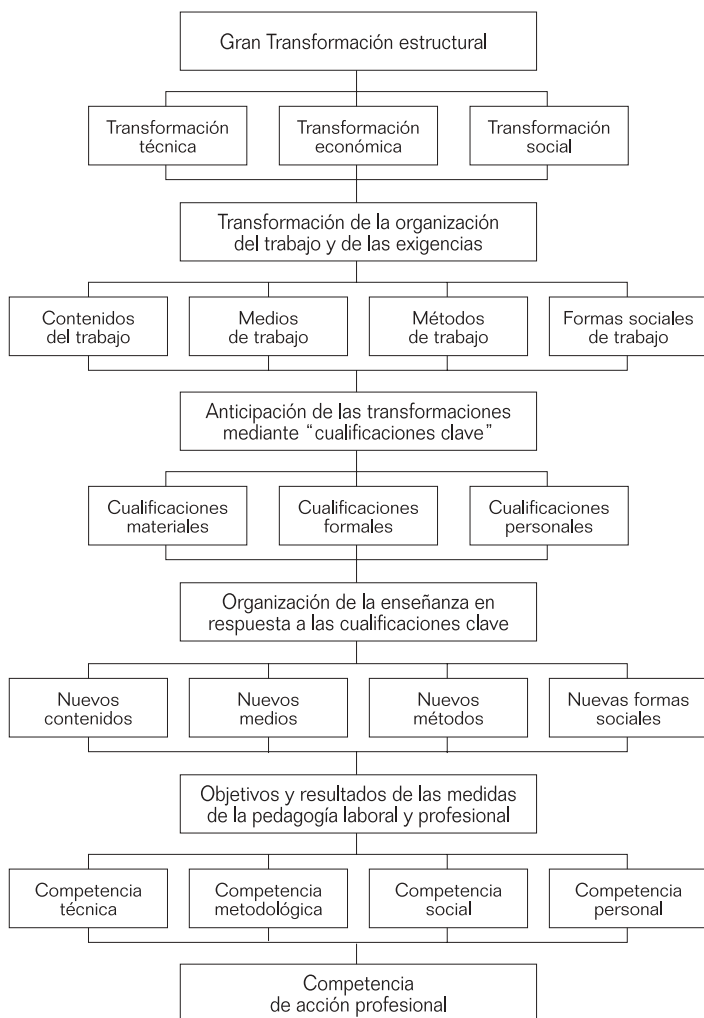 Gran Transformación estructural
Transformación
técnica
Transformación
económica
Transformación
social
Transformación de la organización
del trabajo y de las exigencias
Contenidos
del trabajo
Medios
de trabajo
Métodos
de trabajo
Formas sociales
de trabajo
Anticipación de las transformaciones
mediante “cualificaciones clave”
Cualificaciones
materiales
Cualificaciones
formales
Cualificaciones
personales
Organización de la enseñanza en
respuesta a las cualificaciones clave
Nuevos
contenidos
Nuevos
medios
Nuevos
métodos
Nuevas formas
sociales
Objetivos y resultados de las medidas
de la pedagogía laboral y profesional
Competencia
técnica
Competencia
metodológica
Competencia
social
Competencia
personal
Competencia
de acción profesional